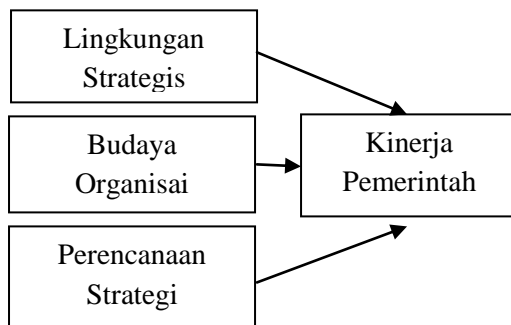 Lingkungan
Strategis
Budaya
Organisai
Kinerja
Pemerintah
Perencanaan
Strategi